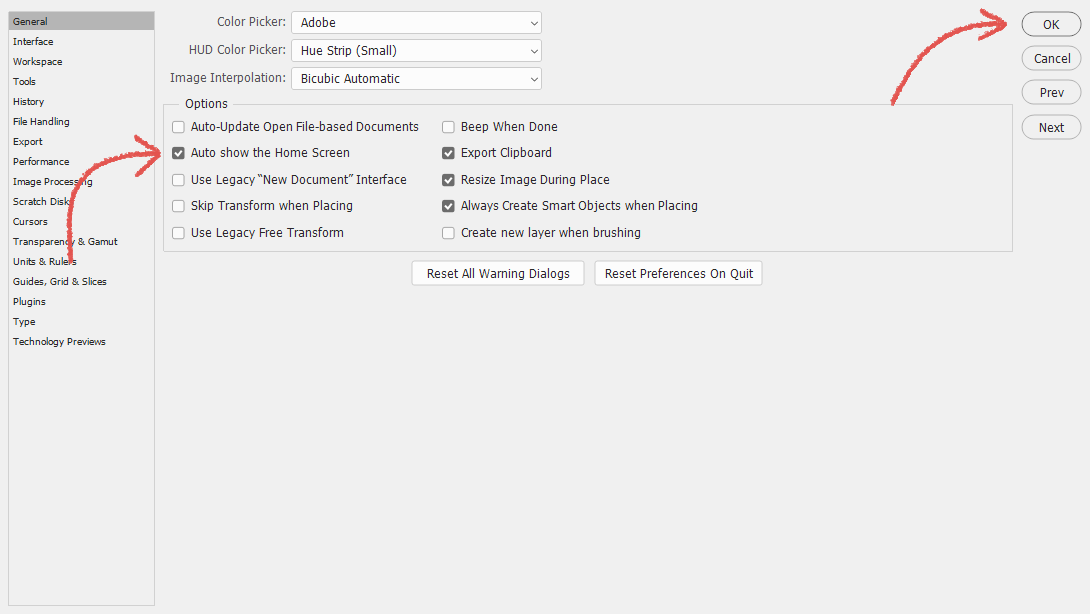 General
Interface
Workspace
Tools
History
File Handling
Export
Performance
Image Processing
Scratch Disks
Cursors
Transparency & Gamut
Units & Rulers
Guides, Grid & Slices
Plugins
Type
Technology Previews
Color Picker: Adobe
HUD Color Picker: Hue Strip (Small)
Image Interpolation: Bicubic Automatic
Options
Auto-Update Open File-based Documents
Auto show the Home Screen
Use Legacy “New Document” Interface
Skip Transform when Placing
Use Legacy Free Transform
Beep When Done
Export Clipboard
Resize Image During Place
Always Create Smart Objects when Placing
Create new layer when brushing
Reset All Warning Dialogs
Reset Preferences On Quit
OK
Cancel
Prev
Next